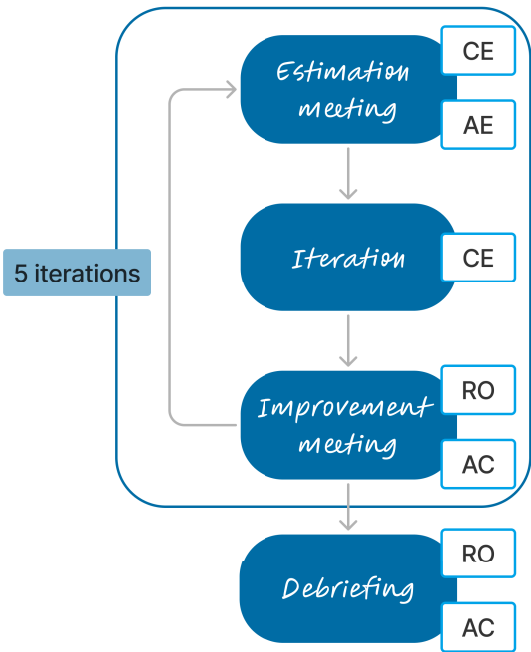 CE
Estimation
meeting
AE
Iteration
CE
5 iterations
RO
Improvement
meeting
AC
RO
Debriefing
AC